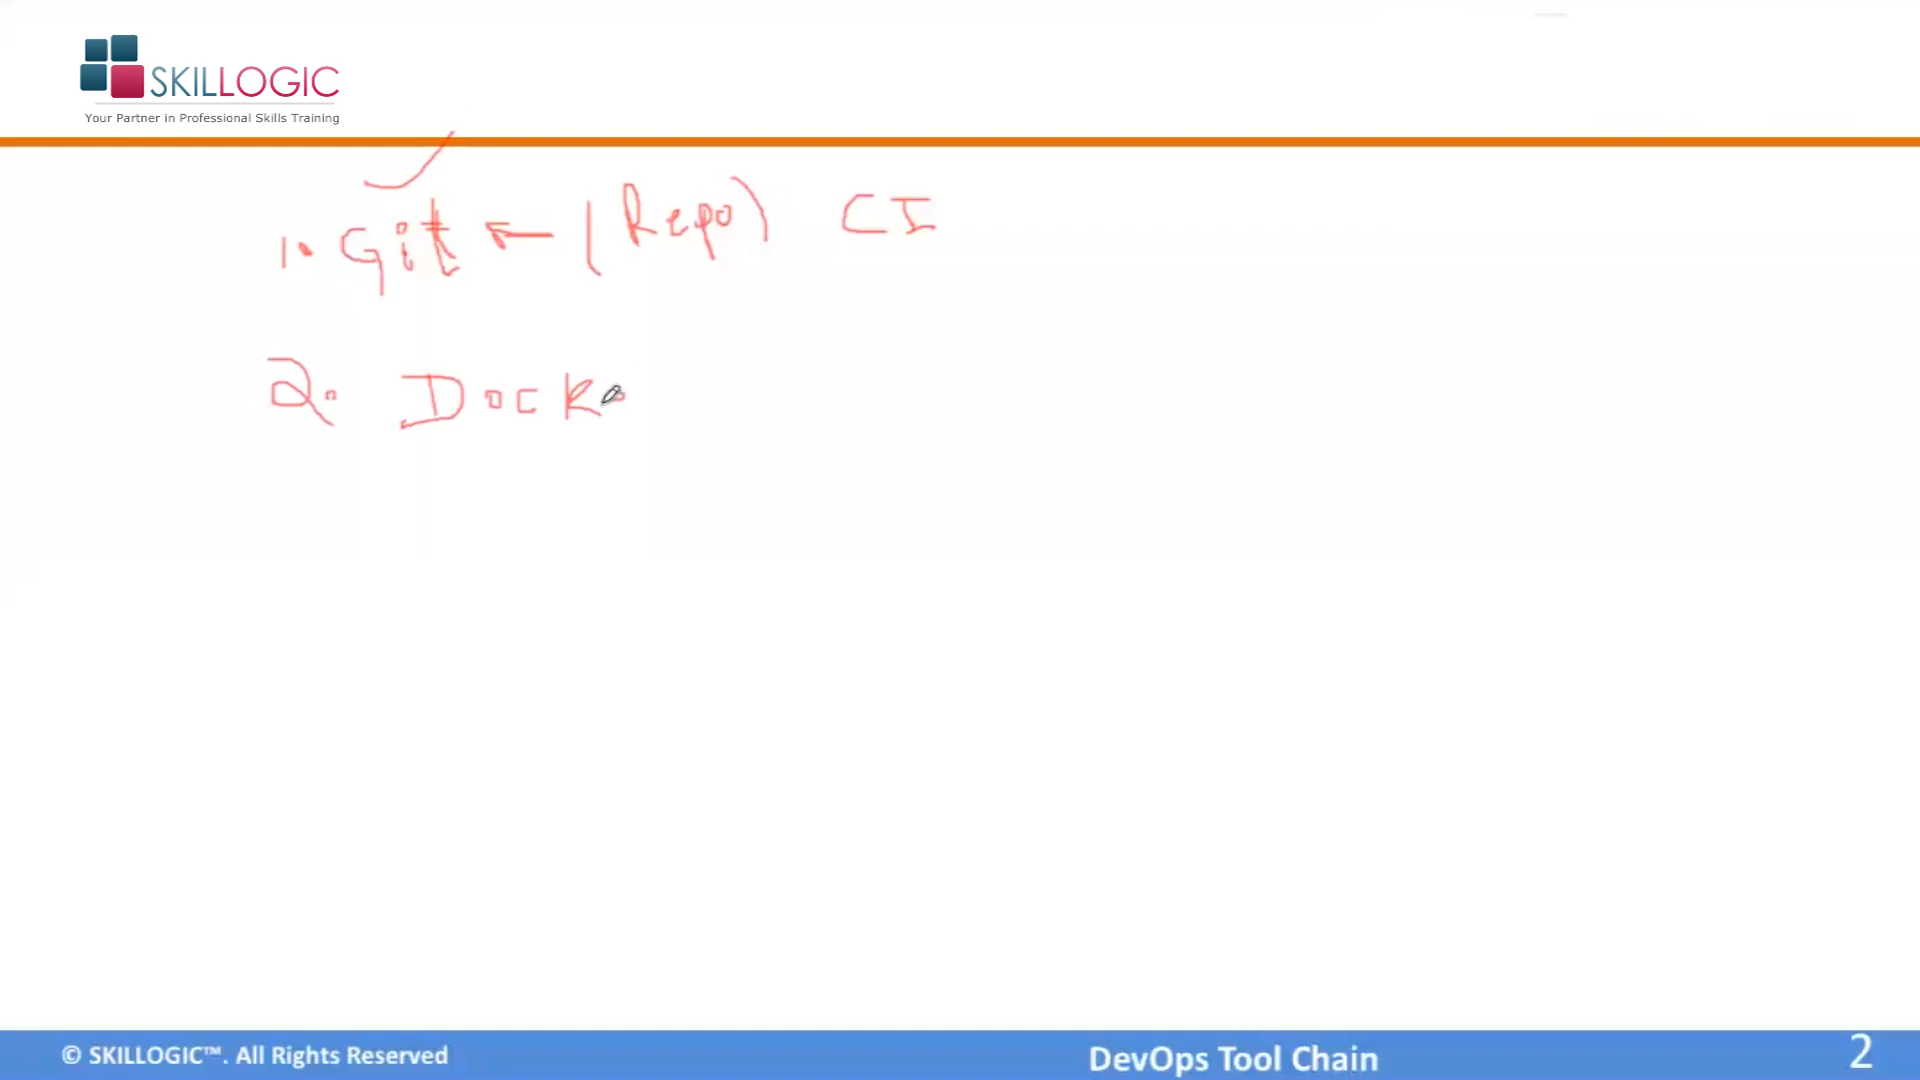 SKILLOGIC
Your Partner in Professional Skills Training
1. Git ← (Repo) CI
2. Dock
© SKILLOGIC™. All Rights Reserved
DevOps Tool Chain
2